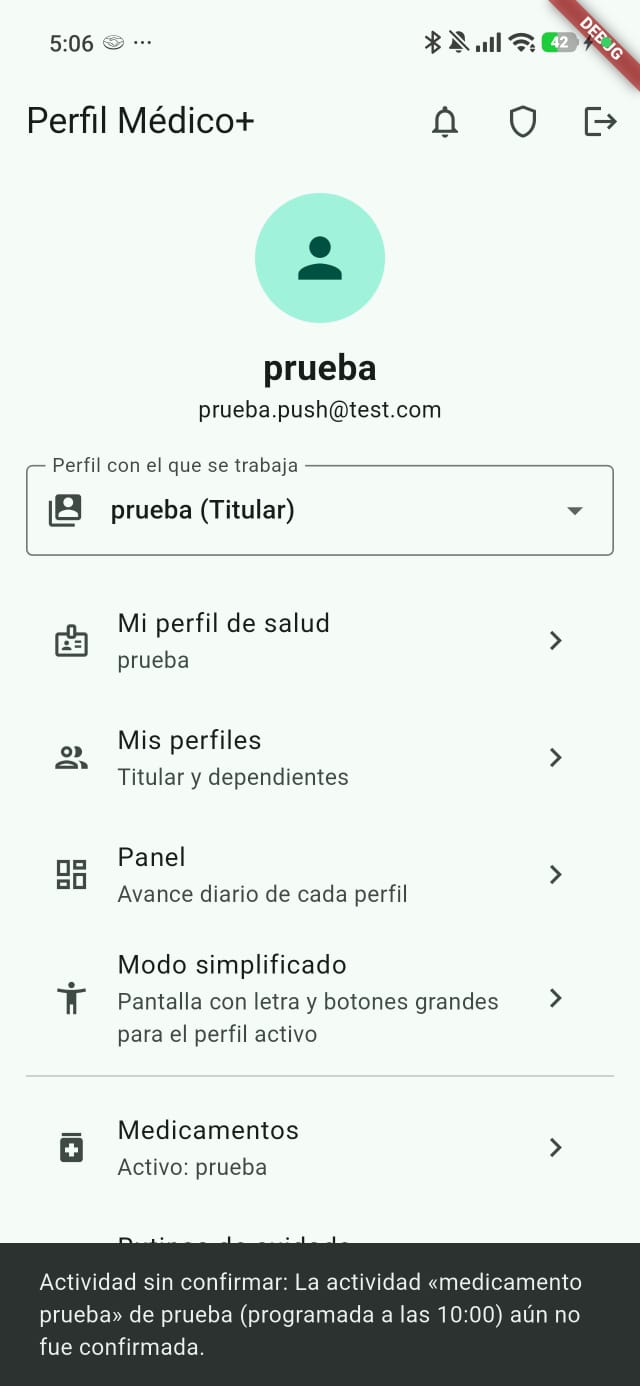 5:06
42
DEBUG
Perfil Médico+
prueba
prueba.push@test.com
Perfil con el que se trabaja
prueba (Titular)
Mi perfil de salud
prueba
Mis perfiles
Titular y dependientes
Panel
Avance diario de cada perfil
Modo simplificado
Pantalla con letra y botones grandes
para el perfil activo
Medicamentos
Activo: prueba
Actividad sin confirmar: La actividad «medicamento
prueba» de prueba (programada a las 10:00) aún no
fue confirmada.